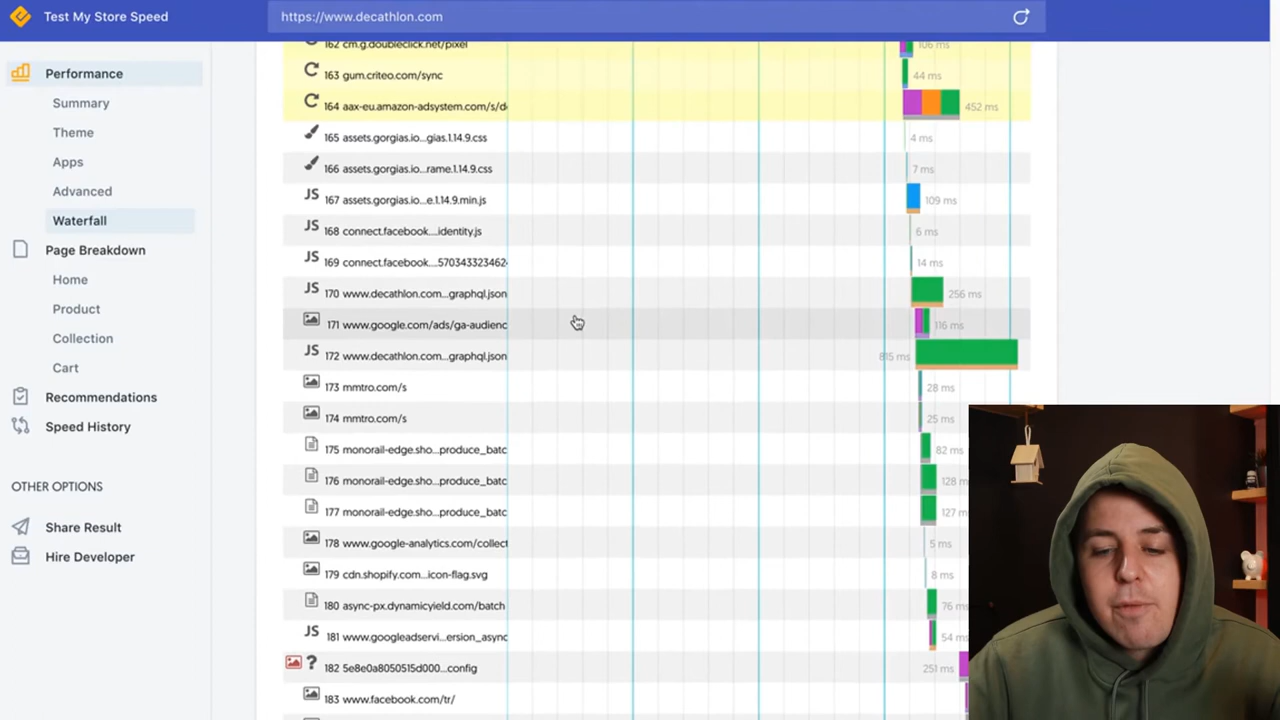 Test My Store Speed
https://www.decathlon.com
Performance
Summary
Theme
Apps
Advanced
Waterfall
Page Breakdown
Home
Product
Collection
Cart
Recommendations
Speed History
OTHER OPTIONS
Share Result
Hire Developer
162 cm.g.doubleclick.net/pixel 106 ms
163 gum.criteo.com/sync 44 ms
164 aax-eu.amazon-adsystem.com/s/d 452 ms
165 assets.gorgias.io...gias.1.14.9.css 4 ms
166 assets.gorgias.io...rame.1.14.9.css 7 ms
JS 167 assets.gorgias.io...e.1.14.9.min.js 109 ms
JS 168 connect.facebook....identity.js 6 ms
JS 169 connect.facebook....5703433234624 14 ms
JS 170 www.decathlon.com...graphql.json 256 ms
171 www.google.com/ads/ga-audienc 116 ms
JS 172 www.decathlon.com...graphql.json 815 ms
173 mmtro.com/s 28 ms
174 mmtro.com/s 25 ms
175 monorail-edge.sho...produce_batc 82 ms
176 monorail-edge.sho...produce_batc 128 m
177 monorail-edge.sho...produce_batc 127 m
178 www.google-analytics.com/collect 5 ms
179 cdn.shopify.com...icon-flag.svg 8 ms
180 async-px.dynamicyield.com/batch 76 ms
JS 181 www.googleadservi...ersion_async 54 ms
? 182 5e8e0a8050515d000...config 251 ms
183 www.facebook.com/tr/